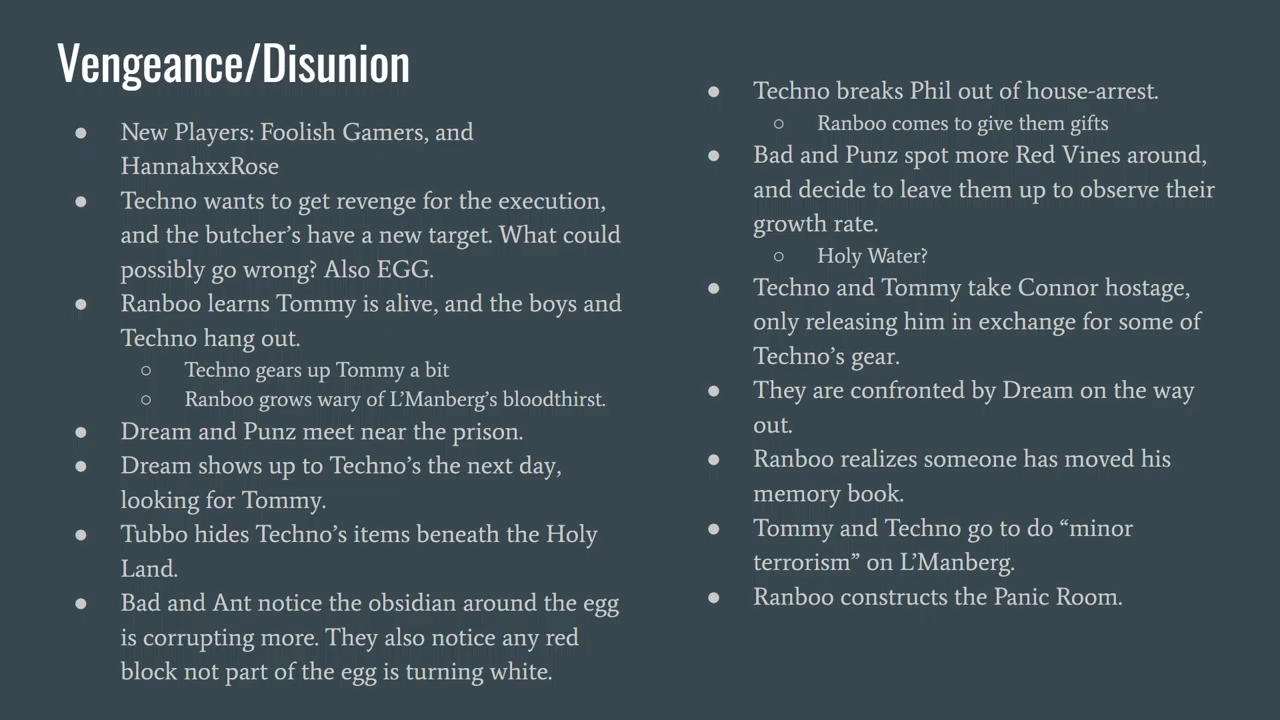 Vengeance/Disunion
● New Players: Foolish Gamers, and
HannahxxRose
● Techno wants to get revenge for the execution,
and the butcher's have a new target. What could
possibly go wrong? Also EGG.
● Ranboo learns Tommy is alive, and the boys and
Techno hang out.
○ Techno gears up Tommy a bit
○ Ranboo grows wary of L'Manberg's bloodthirst.
● Dream and Punz meet near the prison.
● Dream shows up to Techno's the next day,
looking for Tommy.
● Tubbo hides Techno's items beneath the Holy
Land.
● Bad and Ant notice the obsidian around the egg
is corrupting more. They also notice any red
block not part of the egg is turning white.
● Techno breaks Phil out of house-arrest.
○ Ranboo comes to give them gifts
● Bad and Punz spot more Red Vines around,
and decide to leave them up to observe their
growth rate.
○ Holy Water?
● Techno and Tommy take Connor hostage,
only releasing him in exchange for some of
Techno's gear.
● They are confronted by Dream on the way
out.
● Ranboo realizes someone has moved his
memory book.
● Tommy and Techno go to do “minor
terrorism” on L'Manberg.
● Ranboo constructs the Panic Room.